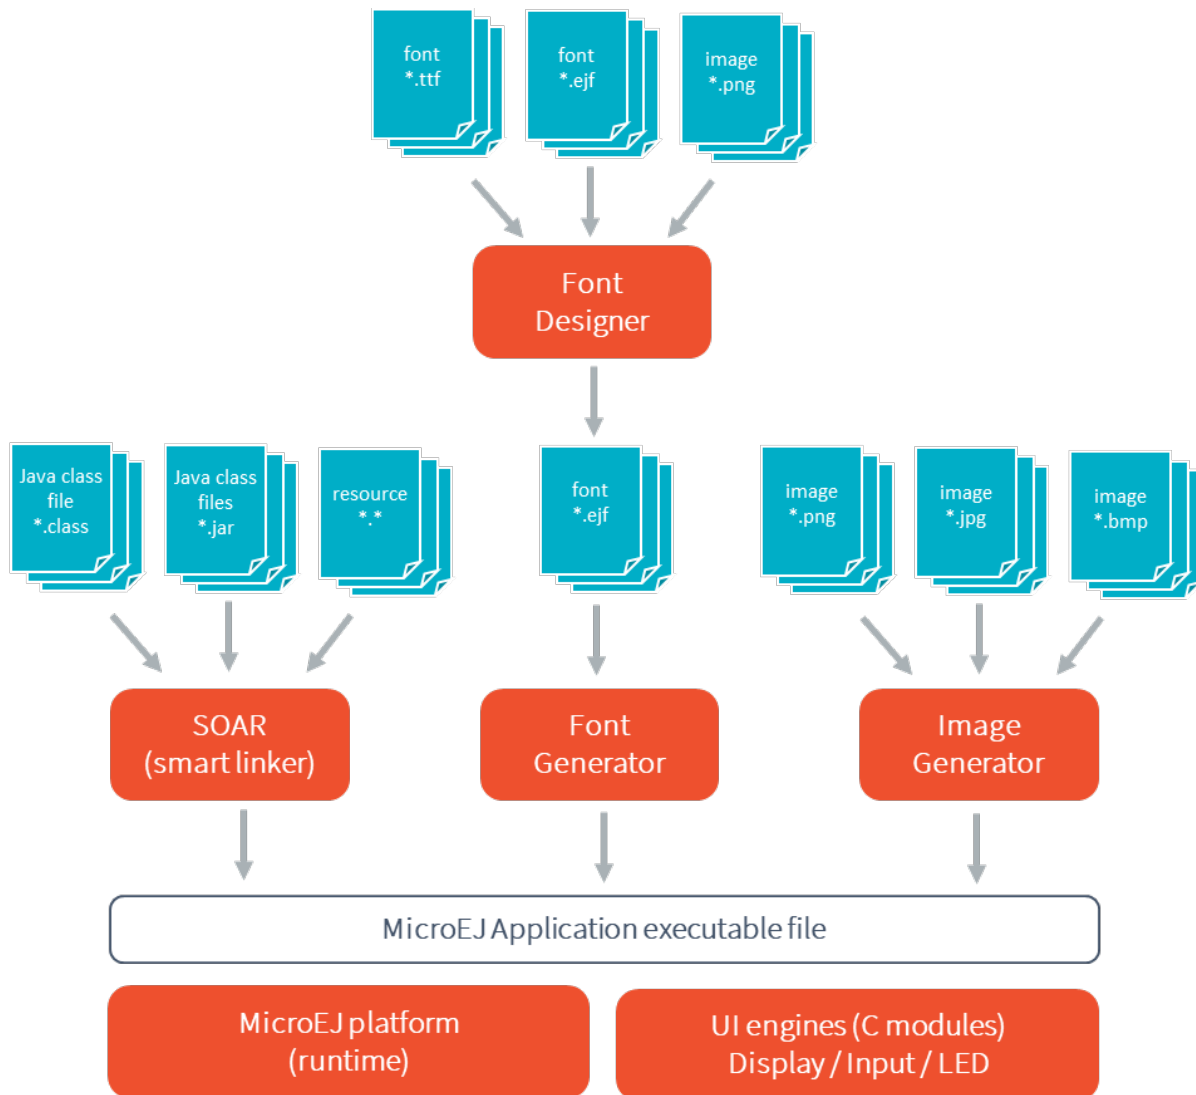 font
*.ttf
font
*.ejf
image
*.png
Font
Designer
Java class
file
*.class
Java class
files
*.jar
resource
*.*
font
*.ejf
image
*.png
image
*.jpg
image
*.bmp
SOAR
(smart linker)
Font
Generator
Image
Generator
MicroEJ Application executable file
MicroEJ platform
(runtime)
UI engines (C modules)
Display / Input / LED